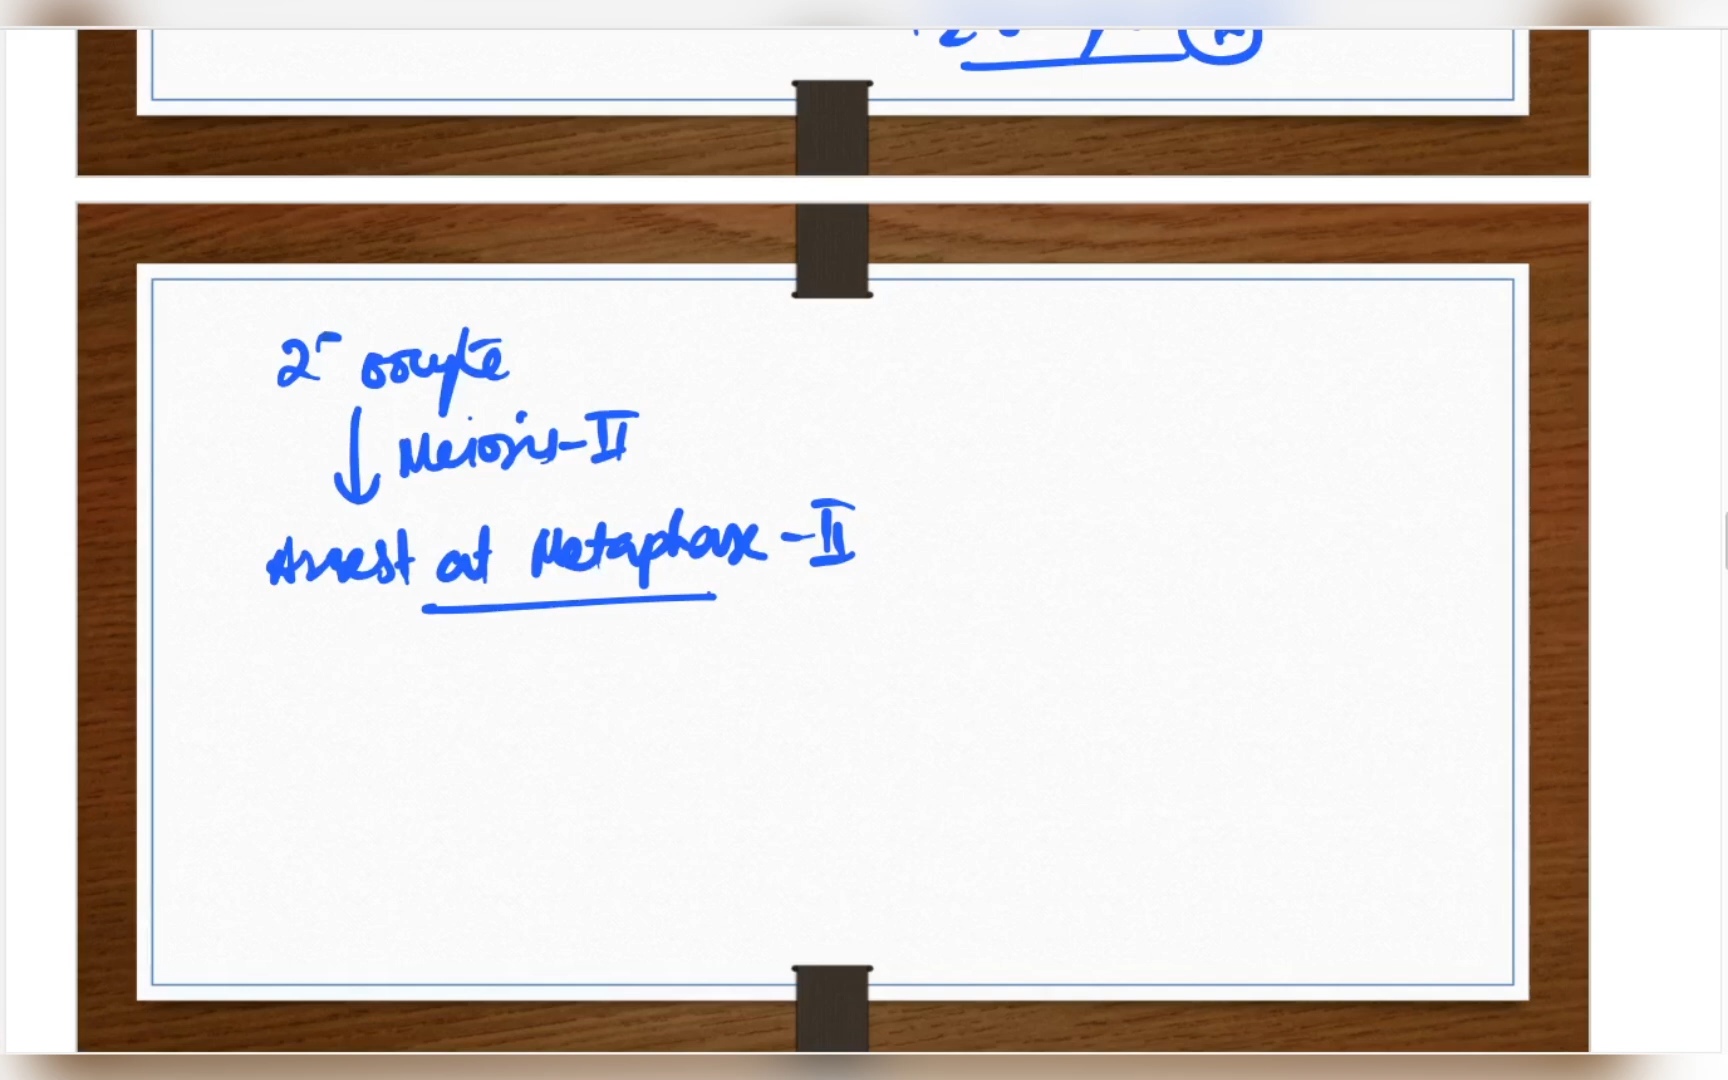 2° oocyte
↓ Meiosis-II
Arrest at Metaphase-II